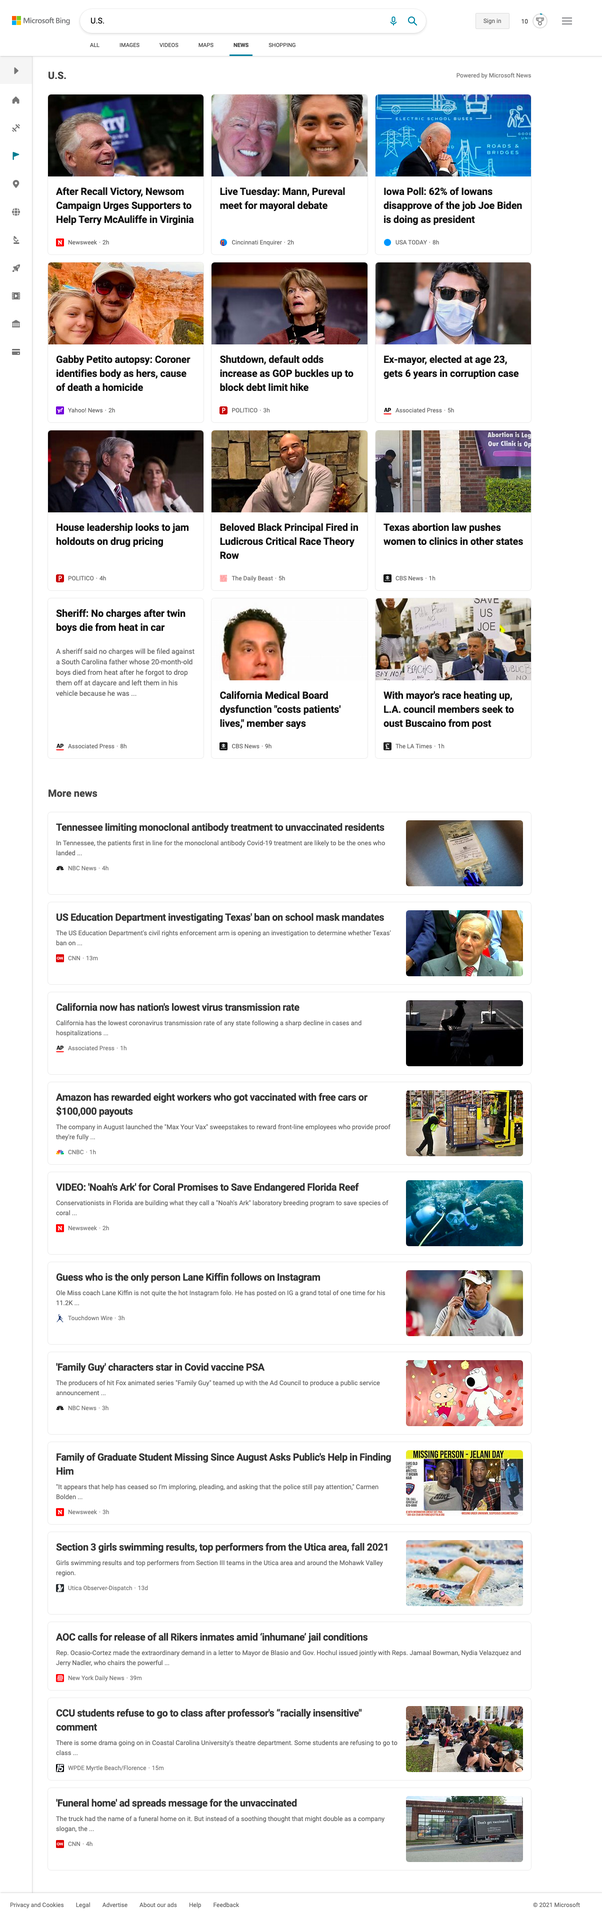 Microsoft Bing
U.S.
Sign in
10
ALL IMAGES VIDEOS MAPS NEWS SHOPPING
U.S.
Powered by Microsoft News
ELECTRIC SCHOOL BUSES
ROADS &
BRIDGES
After Recall Victory, Newsom
Campaign Urges Supporters to
Help Terry McAuliffe in Virginia
Newsweek · 2h
Live Tuesday: Mann, Pureval
meet for mayoral debate
Cincinnati Enquirer · 2h
Iowa Poll: 62% of Iowans
disapprove of the job Joe Biden
is doing as president
USA TODAY · 8h
Gabby Petito autopsy: Coroner
identifies body as hers, cause
of death a homicide
Yahoo! News · 2h
Shutdown, default odds
increase as GOP buckles up to
block debt limit hike
POLITICO · 3h
Ex-mayor, elected at age 23,
gets 6 years in corruption case
AP Associated Press · 5h
Abortion is Leg
Our Clinic is Op
House leadership looks to jam
holdouts on drug pricing
POLITICO · 4h
Beloved Black Principal Fired in
Ludicrous Critical Race Theory
Row
The Daily Beast · 5h
Texas abortion law pushes
women to clinics in other states
CBS News · 1h
Sheriff: No charges after twin
boys die from heat in car
A sheriff said no charges will be filed against
a South Carolina father whose 20-month-old
boys died from heat after he forgot to drop
them off at daycare and left them in his
vehicle because he was ...
AP Associated Press · 8h
California Medical Board
dysfunction "costs patients'
lives," member says
CBS News · 9h
SAVE
US
JOE
With mayor's race heating up,
L.A. council members seek to
oust Buscaino from post
The LA Times · 1h
More news
Tennessee limiting monoclonal antibody treatment to unvaccinated residents
In Tennessee, the patients first in line for the monoclonal antibody Covid-19 treatment are likely to be the ones who
landed ...
NBC News · 4h
US Education Department investigating Texas' ban on school mask mandates
The US Education Department's civil rights enforcement arm is opening an investigation to determine whether Texas'
ban on ...
CNN · 13m
California now has nation's lowest virus transmission rate
California has the lowest coronavirus transmission rate of any state following a sharp decline in cases and
hospitalizations ...
AP Associated Press · 1h
Amazon has rewarded eight workers who got vaccinated with free cars or
$100,000 payouts
The company in August launched the "Max Your Vax" sweepstakes to reward front-line employees who provide proof
they're fully ...
CNBC · 1h
VIDEO: 'Noah's Ark' for Coral Promises to Save Endangered Florida Reef
Conservationists in Florida are building what they call a "Noah's Ark" laboratory breeding program to save species of
coral ...
Newsweek · 2h
Guess who is the only person Lane Kiffin follows on Instagram
Ole Miss coach Lane Kiffin is not quite the hot Instagram folo. He has posted on IG a grand total of one time for his
11.2K ...
Touchdown Wire · 3h
'Family Guy' characters star in Covid vaccine PSA
The producers of hit Fox animated series "Family Guy" teamed up with the Ad Council to produce a public service
announcement ...
NBC News · 3h
Family of Graduate Student Missing Since August Asks Public's Help in Finding
Him
"It appears that help has ceased so I'm imploring, pleading, and asking that the police still pay attention," Carmen
Bolden ...
Newsweek · 3h
MISSING PERSON - JELANI DAY
Section 3 girls swimming results, top performers from the Utica area, fall 2021
Girls swimming results and top performers from Section III teams in the Utica area and around the Mohawk Valley
region.
Utica Observer-Dispatch · 13d
AOC calls for release of all Rikers inmates amid 'inhumane' jail conditions
Rep. Ocasio-Cortez made the extraordinary demand in a letter to Mayor de Blasio and Gov. Hochul issued jointly with Reps. Jamaal Bowman, Nydia Velazquez and
Jerry Nadler, who chairs the powerful ...
New York Daily News · 39m
CCU students refuse to go to class after professor's "racially insensitive"
comment
There is some drama going on in Coastal Carolina University's theatre department. Some students are refusing to go to
class ...
WPDE Myrtle Beach/Florence · 15m
'Funeral home' ad spreads message for the unvaccinated
The truck had the name of a funeral home on it. But instead of a soothing thought that might double as a company
slogan, the ...
CNN · 4h
Don't get vaccinated.
Privacy and Cookies Legal Advertise About our ads Help Feedback
© 2021 Microsoft